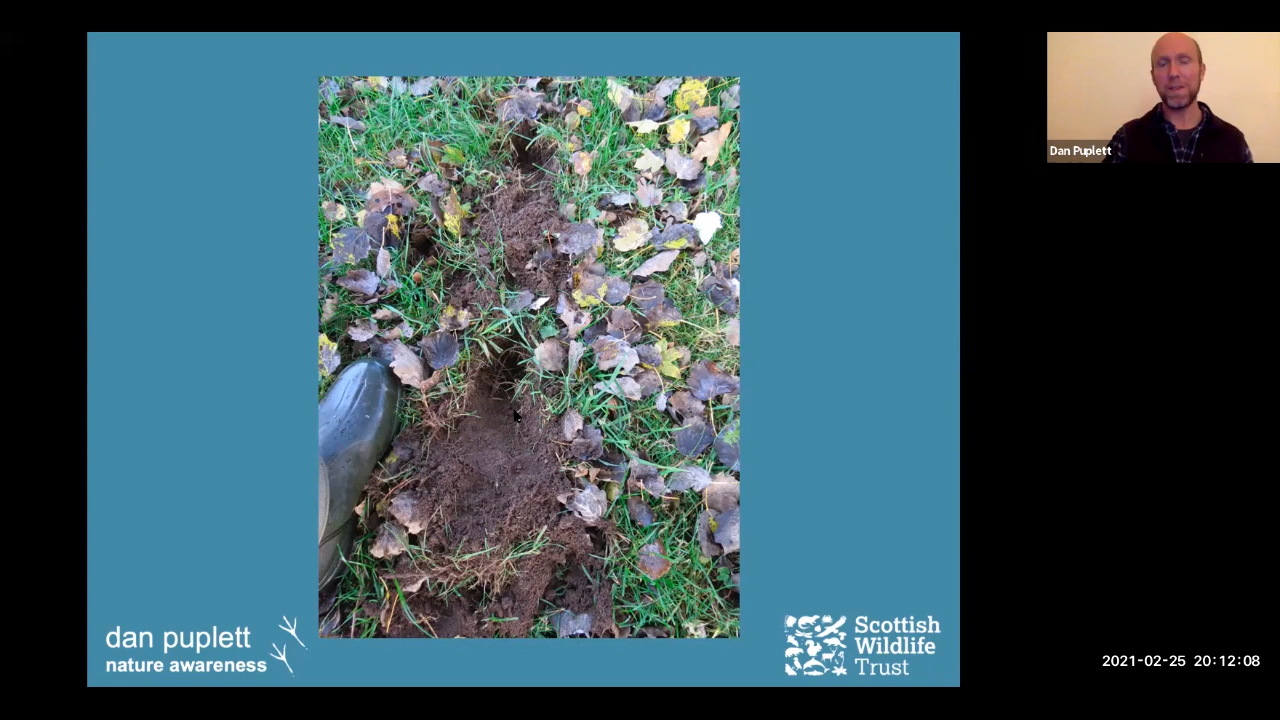 Dan Puplett
dan puplett
nature awareness
Scottish
Wildlife
Trust
2021-02-25 20:12:08